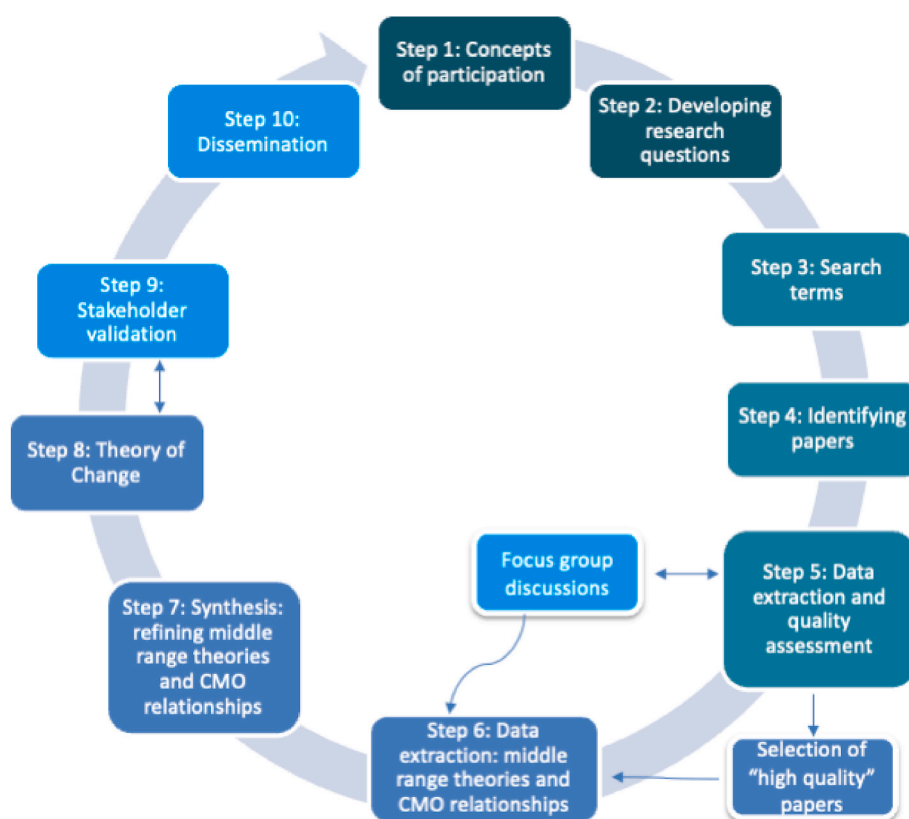 Step 1: Concepts
of participation
Step 2: Developing
research
questions
Step 3: Search
terms
Step 4: Identifying
papers
Step 5: Data
extraction and
quality
assessment
Focus group
discussions
Selection of
“high quality”
papers
Step 6: Data
extraction: middle
range theories and
CMO relationships
Step 7: Synthesis:
refining middle
range theories
and CMO
relationships
Step 8: Theory of
Change
Step 9:
Stakeholder
validation
Step 10:
Dissemination